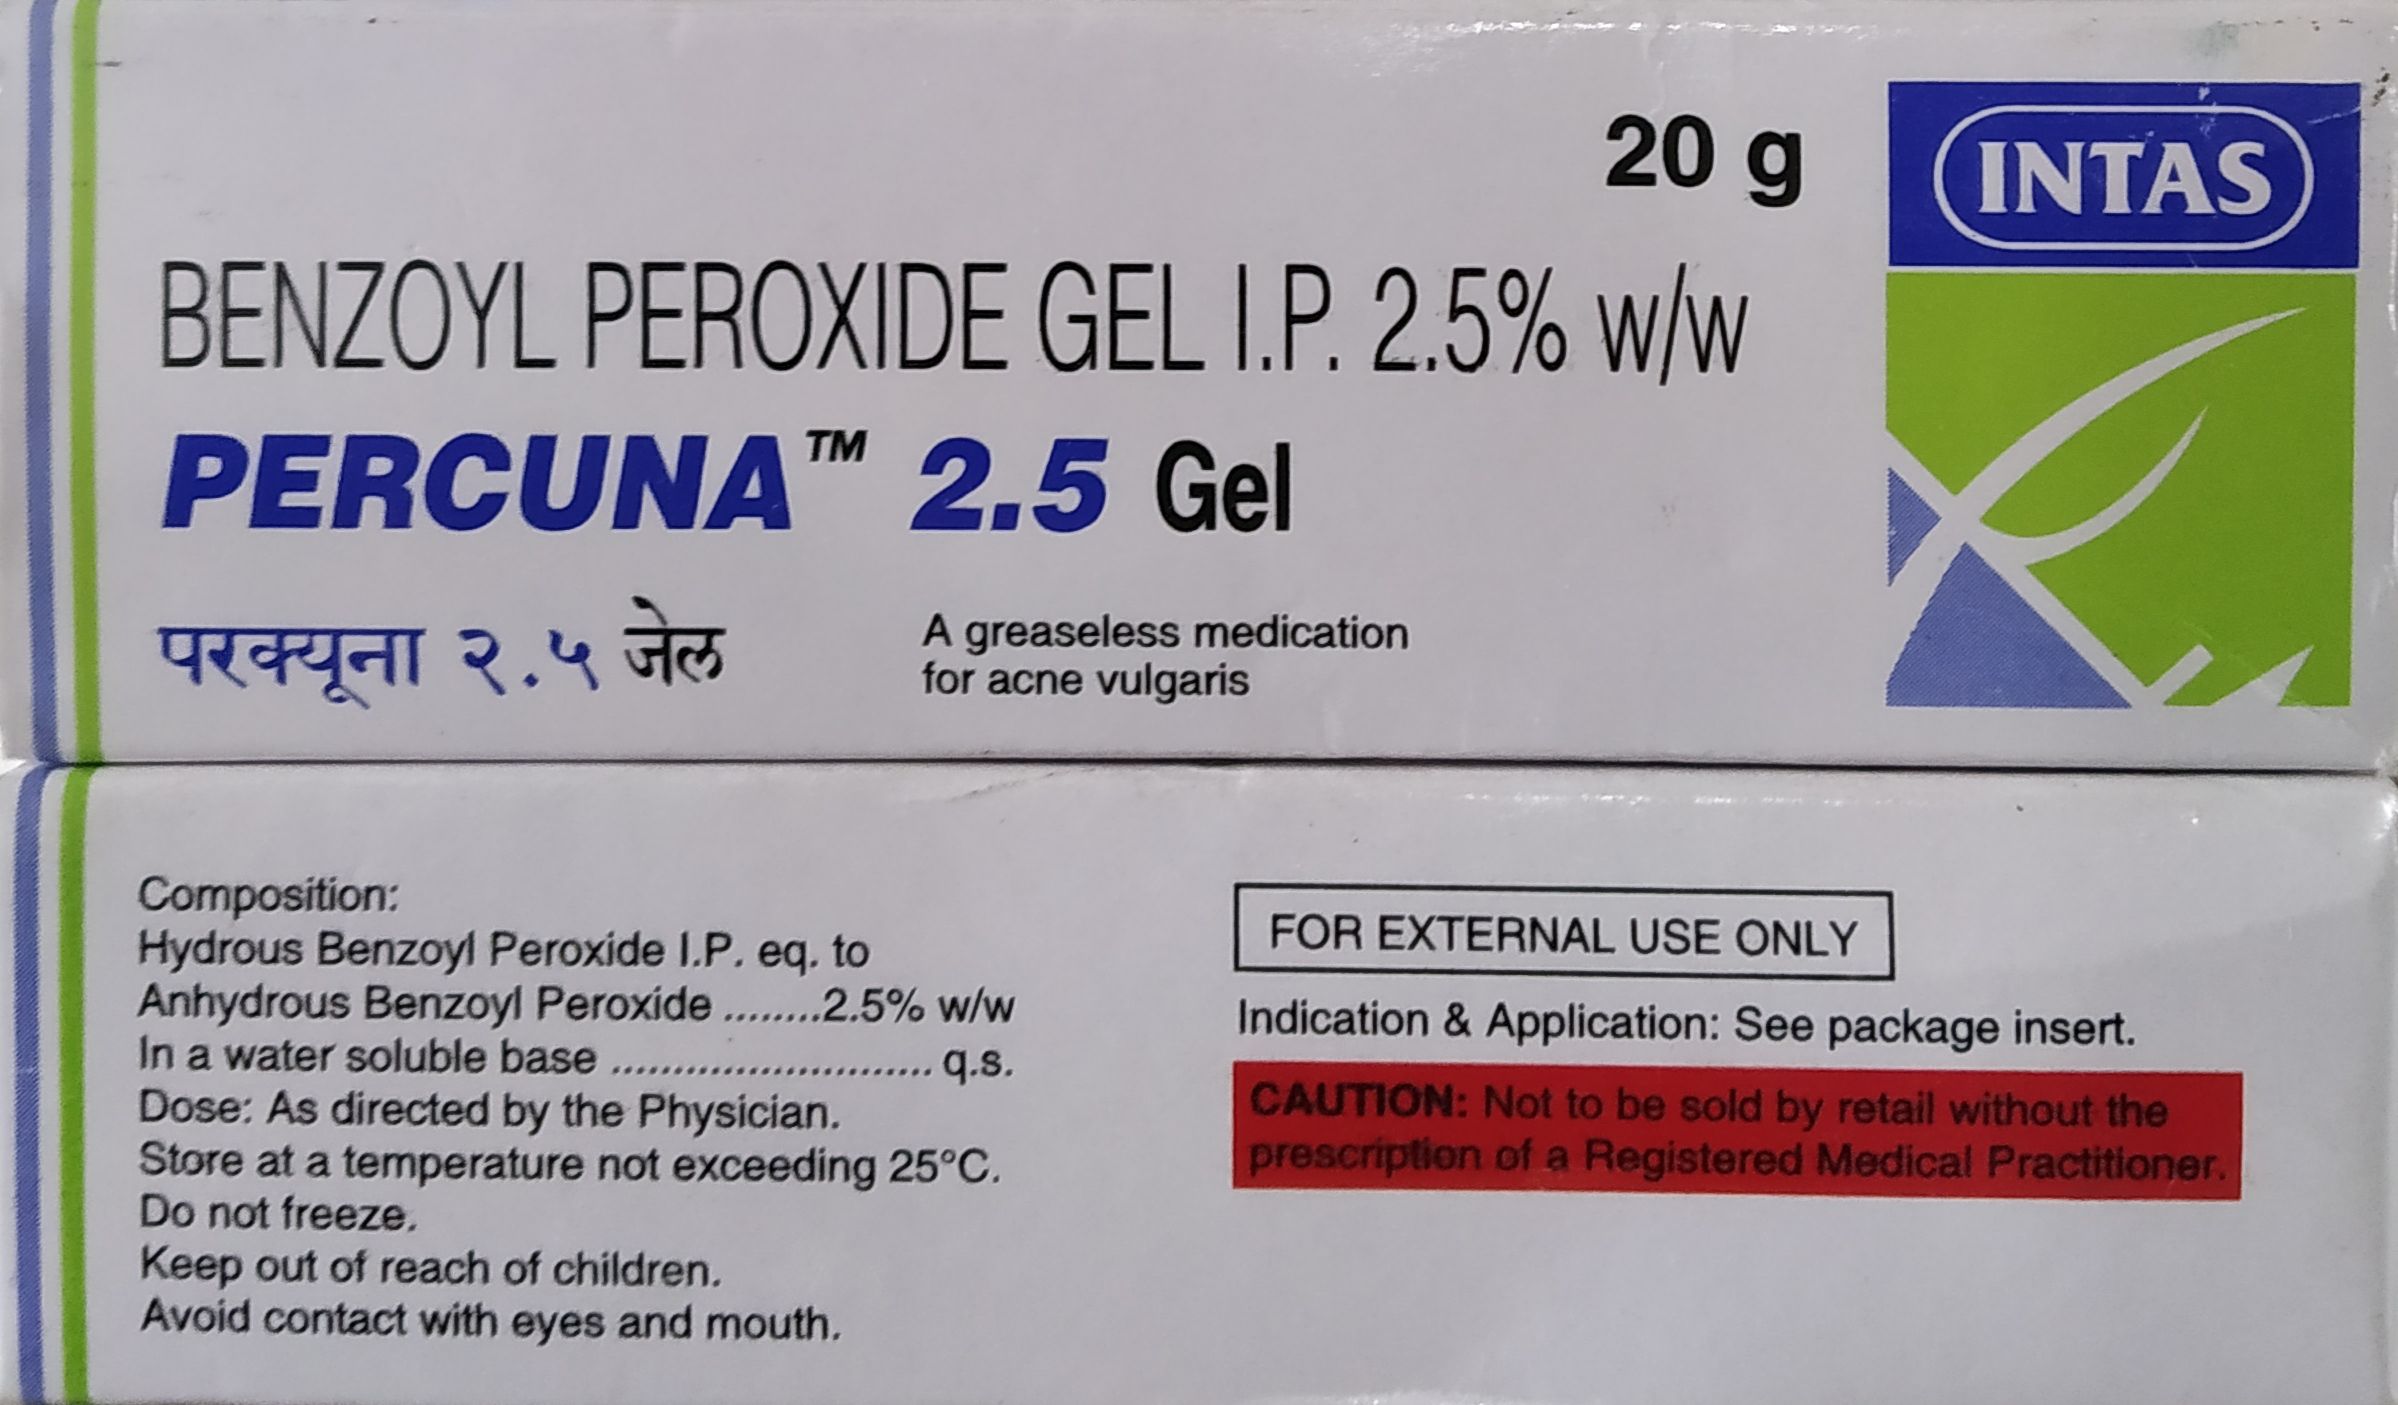 20 g
INTAS
BENZOYL PEROXIDE GEL I.P. 2.5% w/w
PERCUNA™ 2.5 Gel
परक्यूना २.५ जेल
A greaseless medication
for acne vulgaris
Composition:
Hydrous Benzoyl Peroxide I.P. eq. to
Anhydrous Benzoyl Peroxide ........2.5% w/w
In a water soluble base .......................... q.s.
Dose: As directed by the Physician.
Store at a temperature not exceeding 25°C.
Do not freeze.
Keep out of reach of children.
Avoid contact with eyes and mouth.
FOR EXTERNAL USE ONLY
Indication & Application: See package insert.
CAUTION: Not to be sold by retail without the
prescription of a Registered Medical Practitioner.